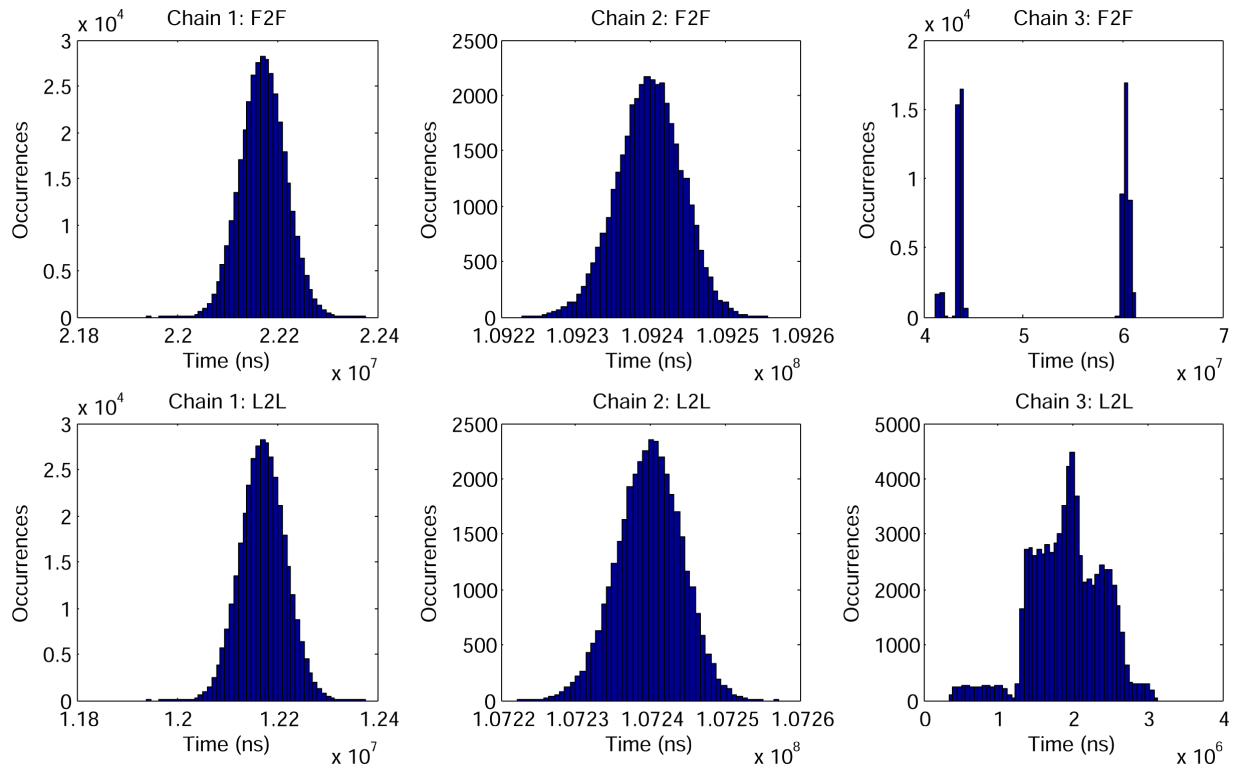 x 10^4
Chain 1: F2F
3
2.5
2
1.5
1
0.5
0
Occurrences
2.18 2.2 2.22 2.24
Time (ns)
x 10^7
Chain 2: F2F
2500
2000
1500
1000
500
0
Occurrences
1.0922 1.0923 1.0924 1.0925 1.0926
Time (ns)
x 10^8
x 10^4
Chain 3: F2F
2
1.5
1
0.5
0
Occurrences
4 5 6 7
Time (ns)
x 10^7
x 10^4
Chain 1: L2L
3
2.5
2
1.5
1
0.5
0
Occurrences
1.18 1.2 1.22 1.24
Time (ns)
x 10^7
Chain 2: L2L
2500
2000
1500
1000
500
0
Occurrences
1.0722 1.0723 1.0724 1.0725 1.0726
Time (ns)
x 10^8
Chain 3: L2L
5000
4000
3000
2000
1000
0
Occurrences
0 1 2 3 4
Time (ns)
x 10^6